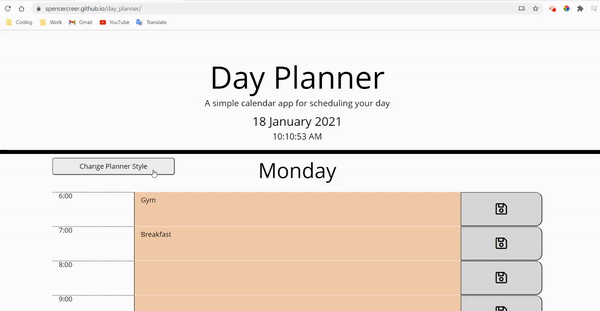 spencercreer.github.io/day_planner/
Coding Work Gmail YouTube Translate
Day Planner
A simple calendar app for scheduling your day
18 January 2021
10:10:53 AM
Change Planner Style
Monday
6:00 Gym
7:00 Breakfast
8:00
9:00